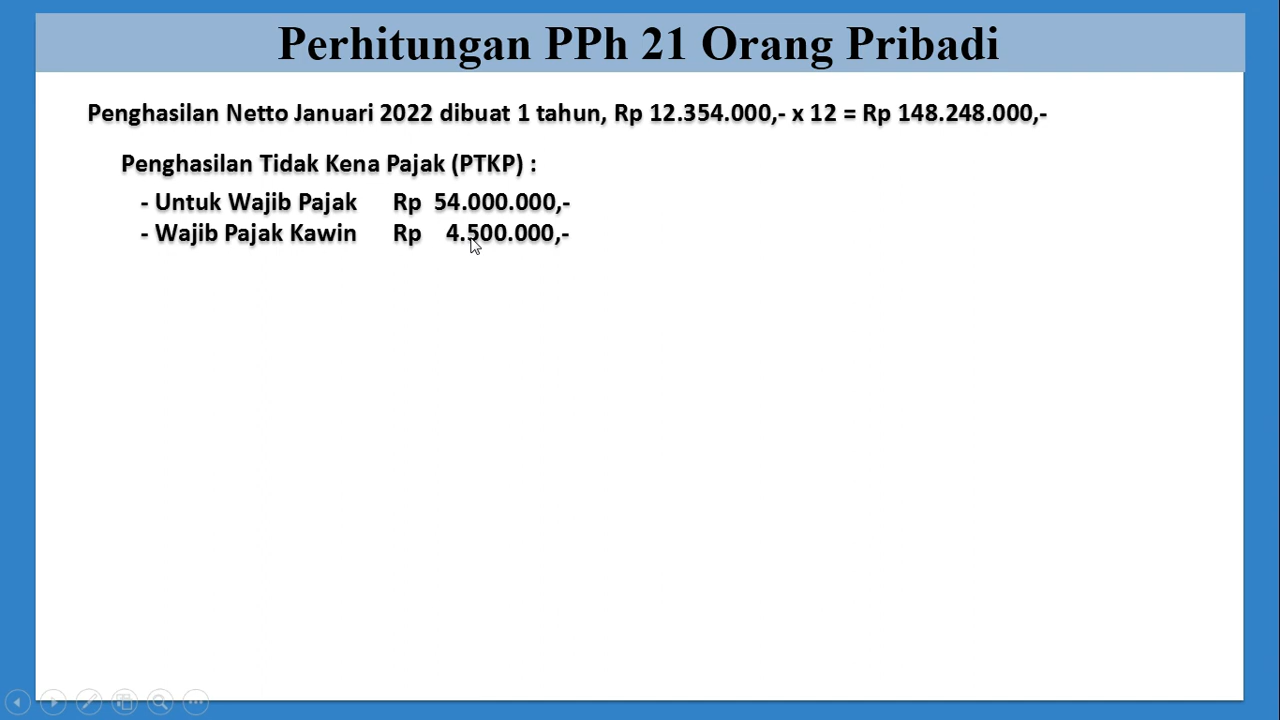 Perhitungan PPh 21 Orang Pribadi
Penghasilan Netto Januari 2022 dibuat 1 tahun, Rp 12.354.000,- x 12 = Rp 148.248.000,-
Penghasilan Tidak Kena Pajak (PTKP) :
- Untuk Wajib Pajak Rp 54.000.000,-
- Wajib Pajak Kawin Rp 4.500.000,-